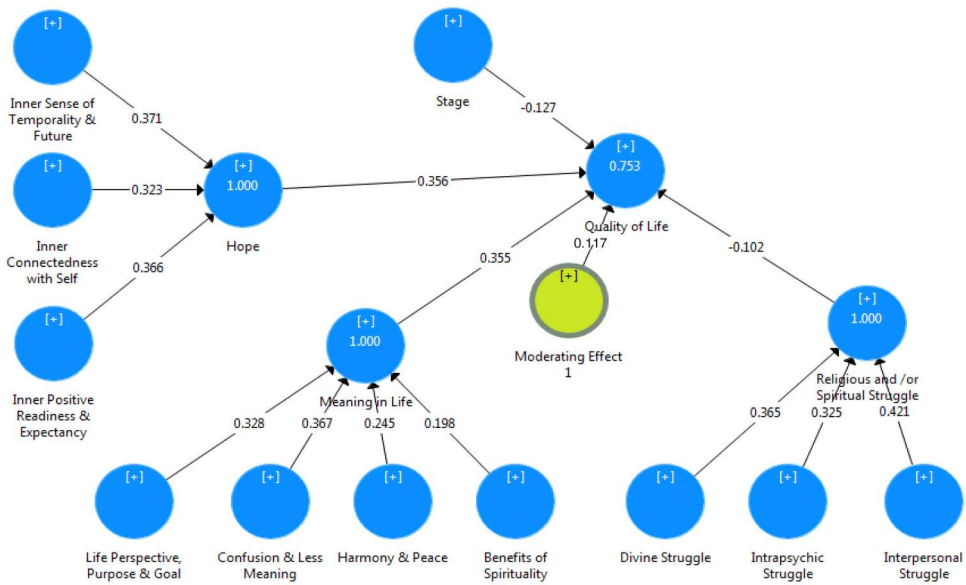 [+]
Inner Sense of
Temporality &
Future
[+]
Stage
0.371
-0.127
[+]
Inner
Connectedness
with Self
0.323
[+]
1.000
Hope
0.356
[+]
0.753
Quality of Life
0.366
[+]
Inner Positive
Readiness &
Expectancy
0.355
0.117
[+]
Moderating Effect
1
-0.102
[+]
1.000
Meaning in Life
[+]
1.000
Religious and /or
Spiritual Struggle
0.328
0.367
0.245
0.198
0.365
0.325
0.421
[+]
Life Perspective,
Purpose & Goal
[+]
Confusion & Less
Meaning
[+]
Harmony & Peace
[+]
Benefits of
Spirituality
[+]
Divine Struggle
[+]
Intrapsychic
Struggle
[+]
Interpersonal
Struggle